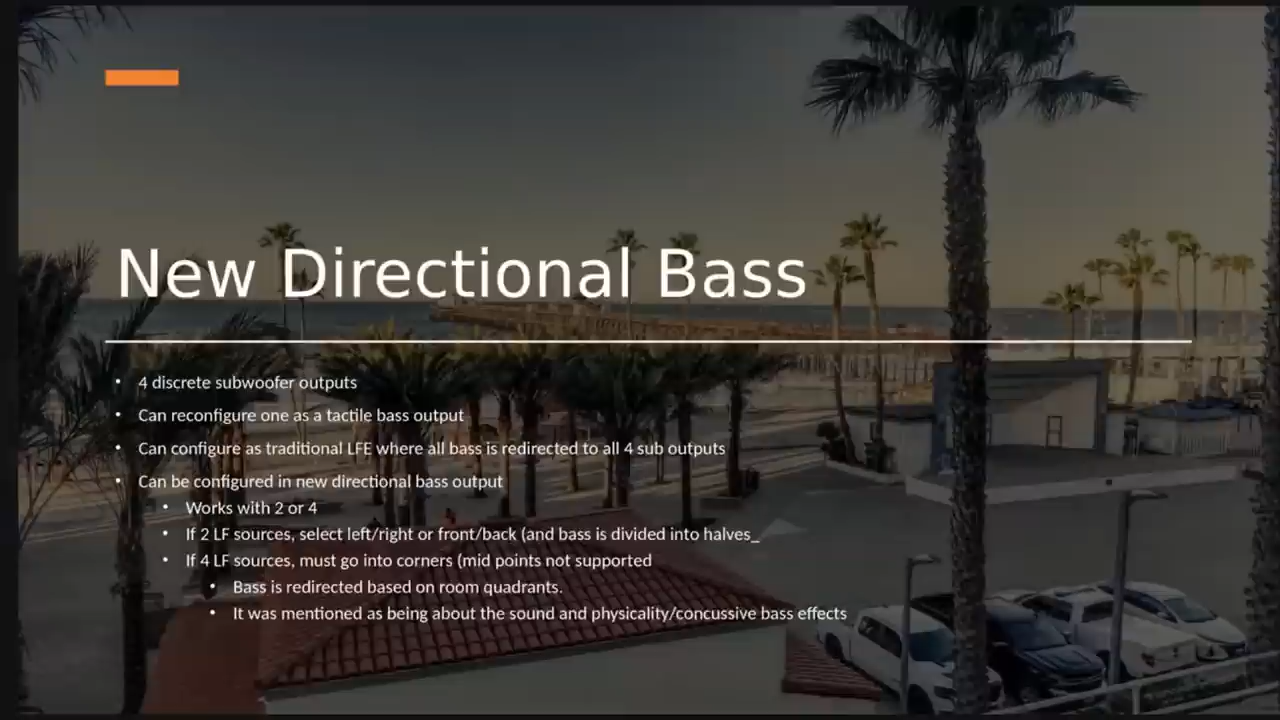 New Directional Bass
• 4 discrete subwoofer outputs
• Can reconfigure one as a tactile bass output
• Can configure as traditional LFE where all bass is redirected to all 4 sub outputs
• Can be configured in new directional bass output
• Works with 2 or 4
• If 2 LF sources, select left/right or front/back (and bass is divided into halves_
• If 4 LF sources, must go into corners (mid points not supported
• Bass is redirected based on room quadrants.
• It was mentioned as being about the sound and physicality/concussive bass effects